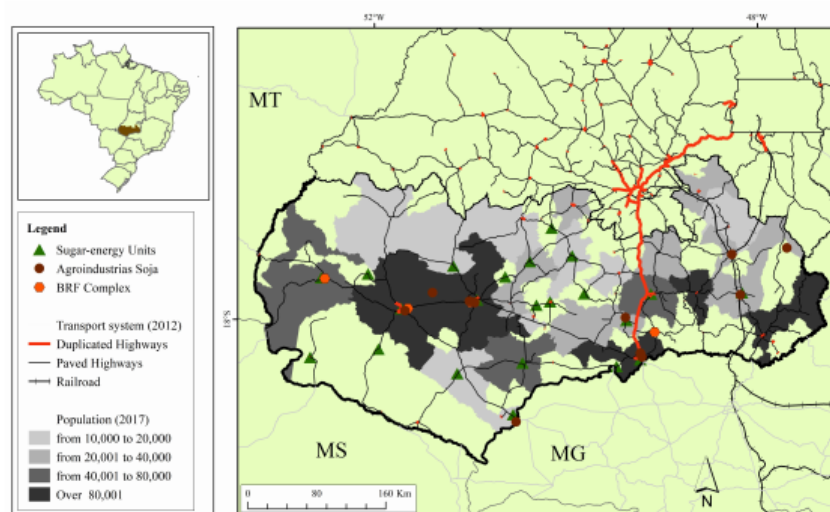 52°W
48°W
MT
18°S
Legend
Sugar-energy Units
Agroindustrias Soja
BRF Complex
Transport system (2012)
Duplicated Highways
Paved Highways
Railroad
Population (2017)
from 10,000 to 20,000
from 20,001 to 40,000
from 40,001 to 80,000
Over 80,001
MS
MG
0 80 160 Km
N